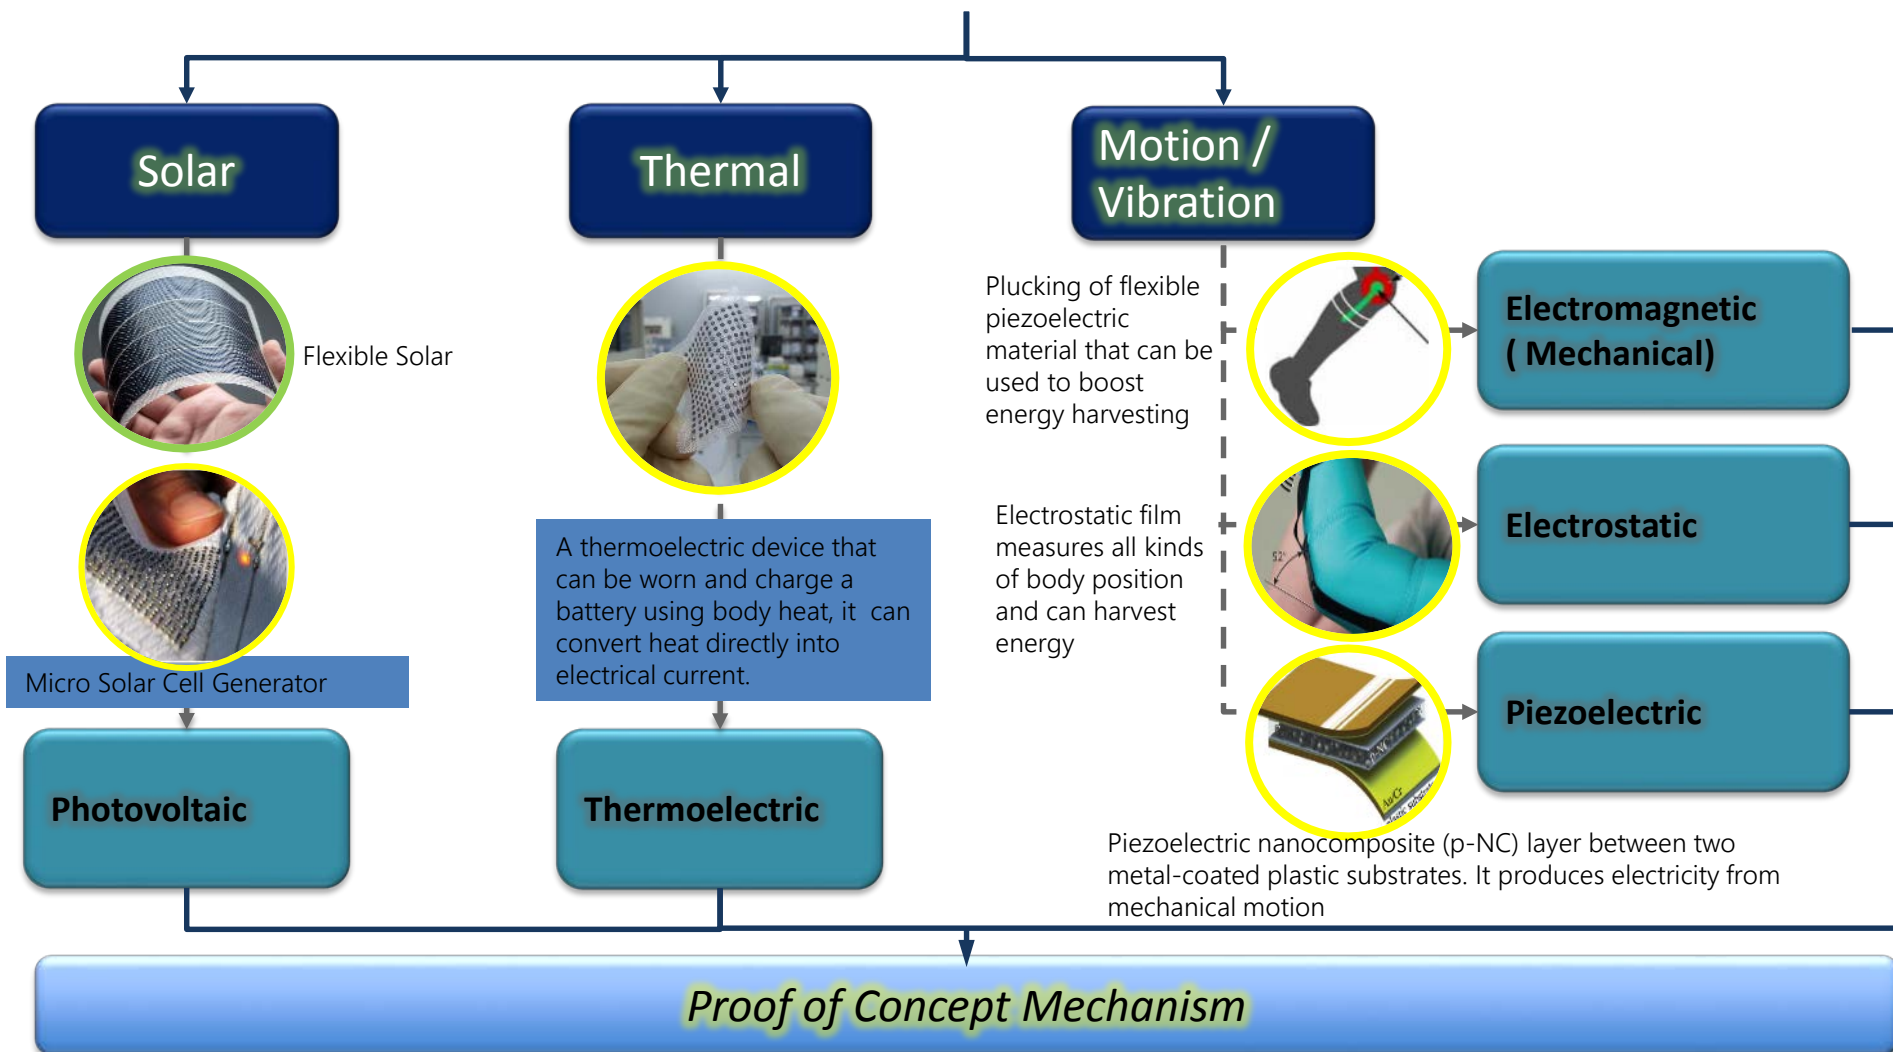 Solar
Thermal
Motion /
Vibration
Flexible Solar
Micro Solar Cell Generator
Photovoltaic
A thermoelectric device that
can be worn and charge a
battery using body heat, it  can
convert heat directly into
electrical current.
Thermoelectric
Plucking of flexible
piezoelectric
material that can be
used to boost
energy harvesting
Electromagnetic
( Mechanical)
Electrostatic film
measures all kinds
of body position
and can harvest
energy
52°
Electrostatic
p-NC
Au/Cr
Piezoelectric
Piezoelectric nanocomposite (p-NC) layer between two
metal-coated plastic substrates. It produces electricity from
mechanical motion
Proof of Concept Mechanism